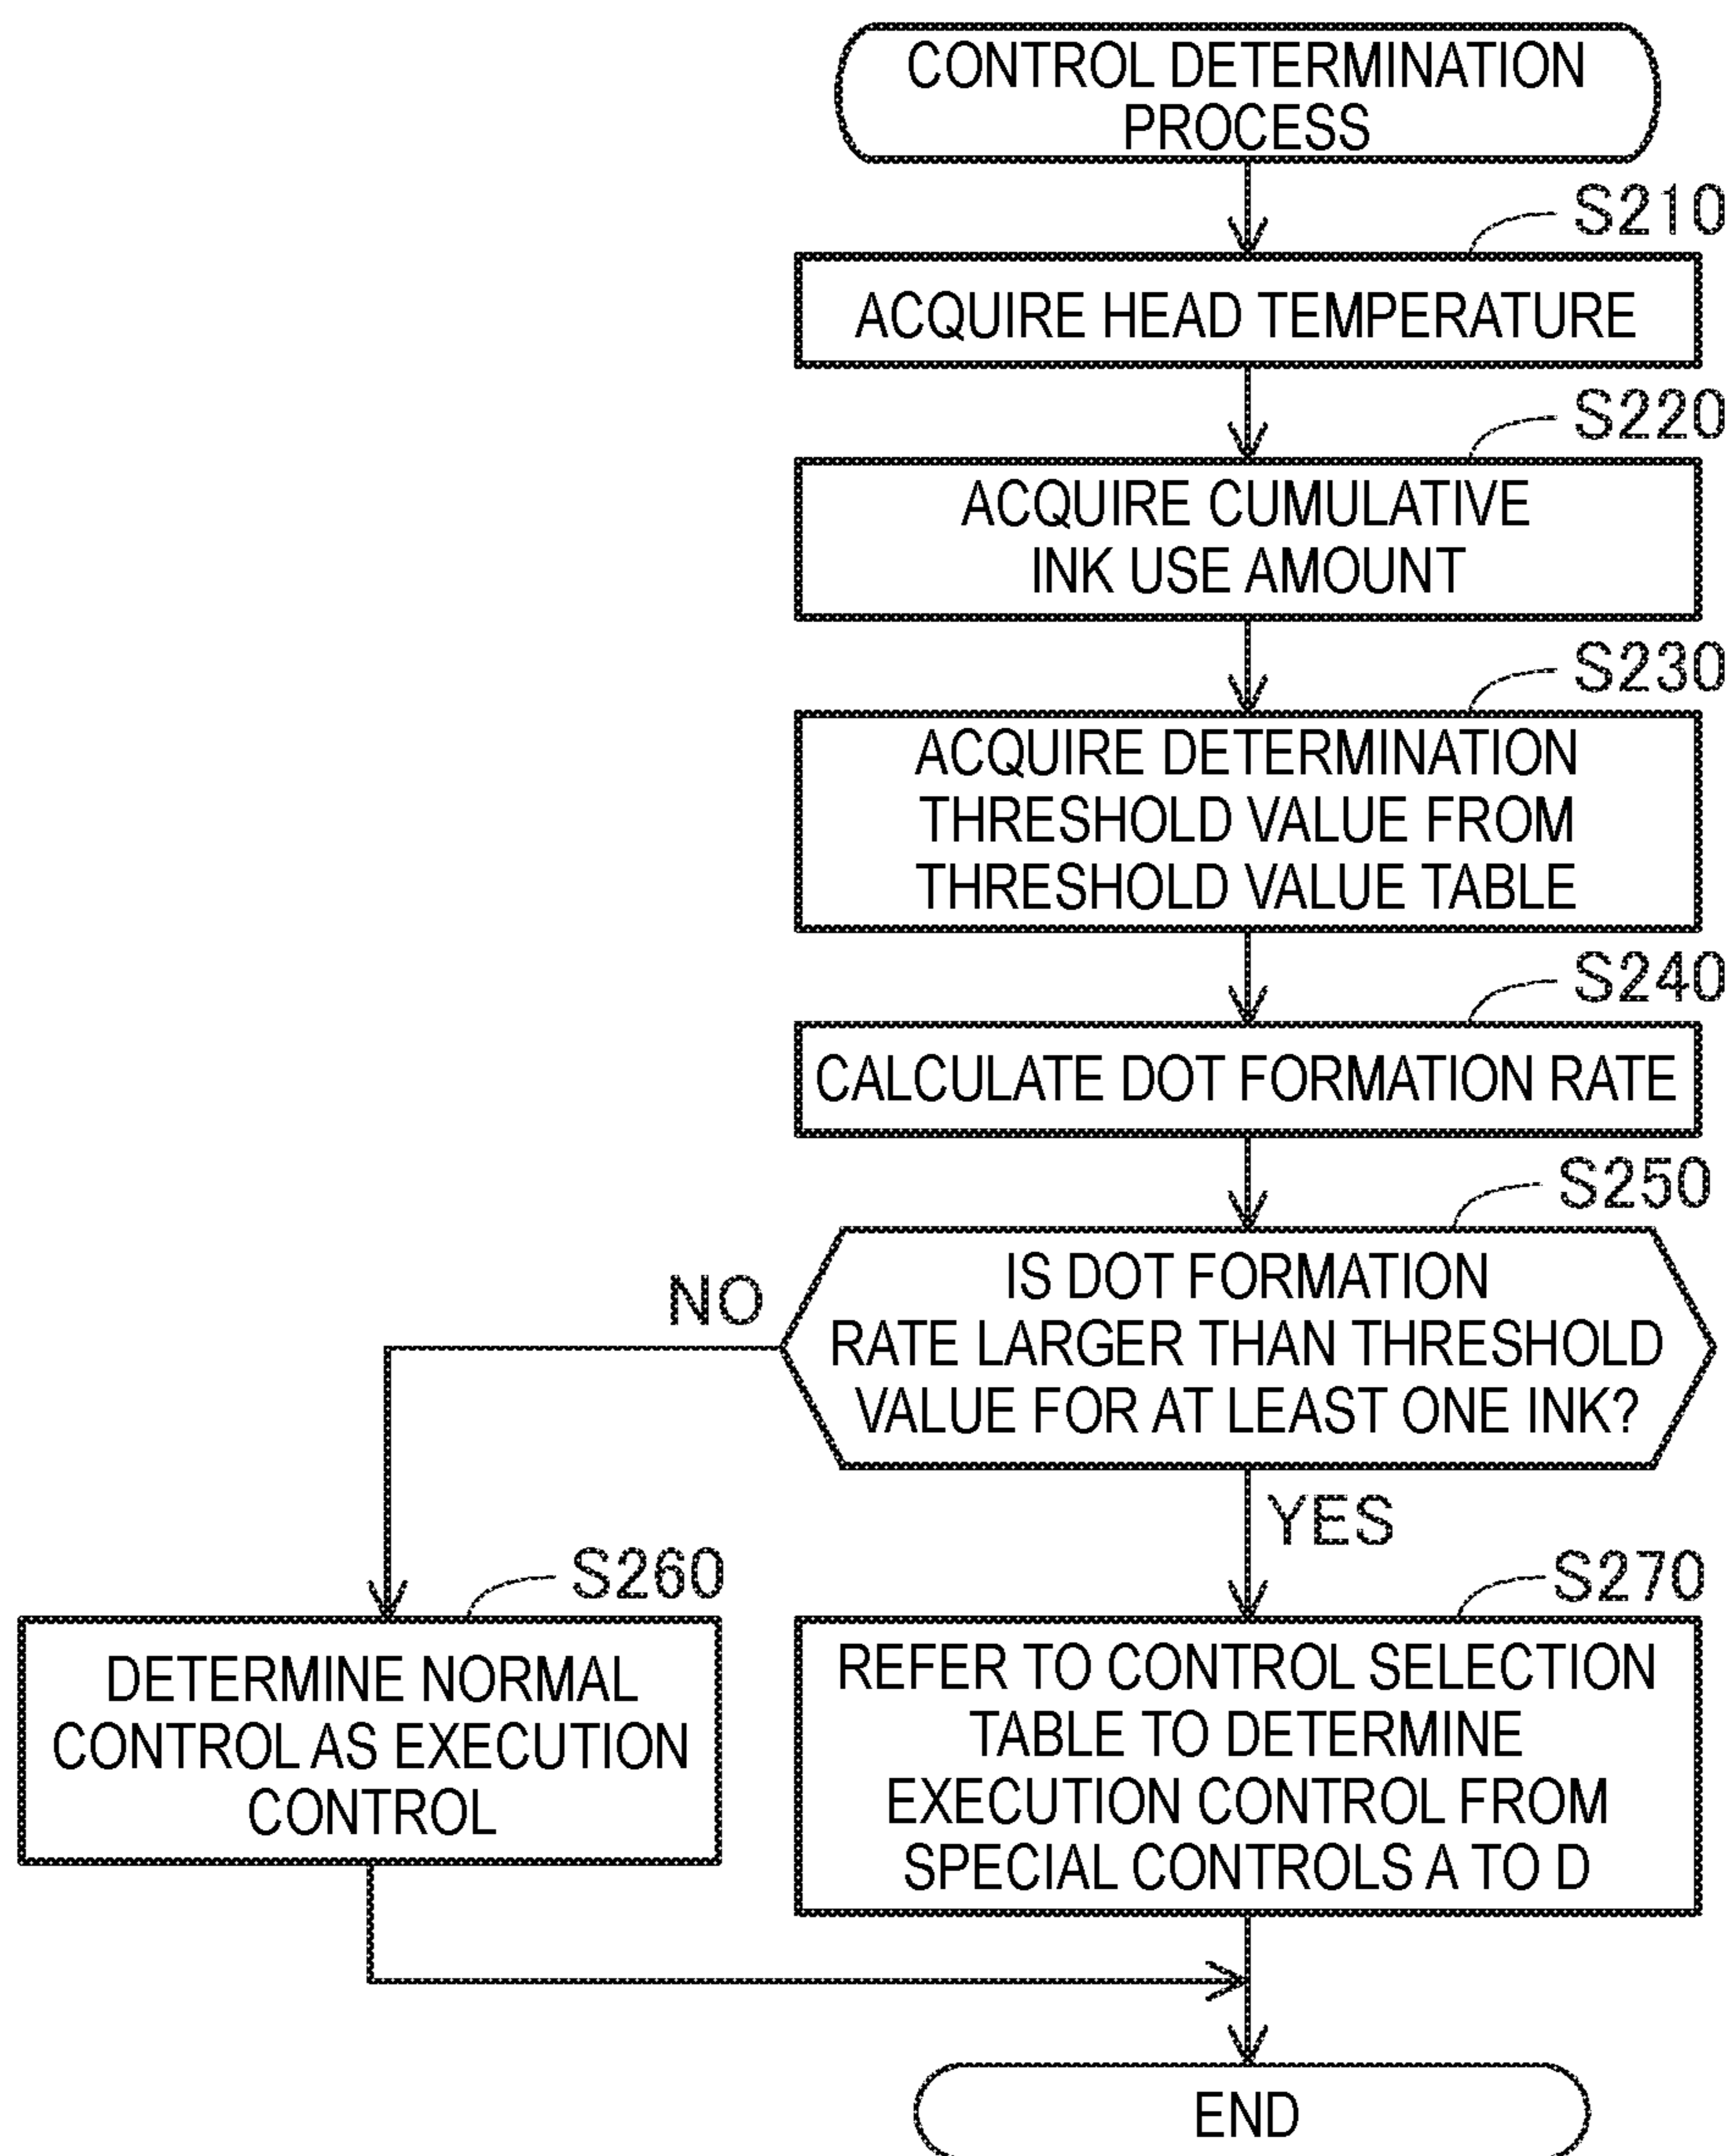 CONTROL DETERMINATION
PROCESS
S210
ACQUIRE HEAD TEMPERATURE
S220
ACQUIRE CUMULATIVE
INK USE AMOUNT
S230
ACQUIRE DETERMINATION
THRESHOLD VALUE FROM
THRESHOLD VALUE TABLE
S240
CALCULATE DOT FORMATION RATE
S250
IS DOT FORMATION
RATE LARGER THAN THRESHOLD
VALUE FOR AT LEAST ONE INK?
NO
YES
S260
DETERMINE NORMAL
CONTROL AS EXECUTION
CONTROL
S270
REFER TO CONTROL SELECTION
TABLE TO DETERMINE
EXECUTION CONTROL FROM
SPECIAL CONTROLS A TO D
END